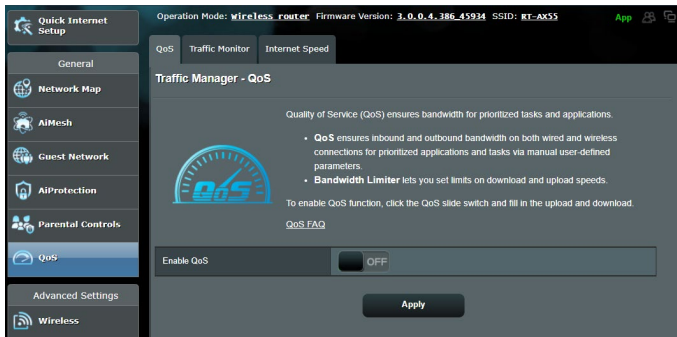 Quick Internet
Setup
Operation Mode: Wireless router Firmware Version: 3.0.0.4.386_45934 SSID: RT-AX55
App
QoS Traffic Monitor Internet Speed
General
Traffic Manager - QoS
Network Map
AiMesh
Guest Network
AiProtection
Parental Controls
QoS
Advanced Settings
Wireless
Quality of Service (QoS) ensures bandwidth for prioritized tasks and applications.
• QoS ensures inbound and outbound bandwidth on both wired and wireless
connections for prioritized applications and tasks via manual user-defined
parameters.
• Bandwidth Limiter lets you set limits on download and upload speeds.
To enable QoS function, click the QoS slide switch and fill in the upload and download.
QoS FAQ
QoS
Enable QoS OFF
Apply